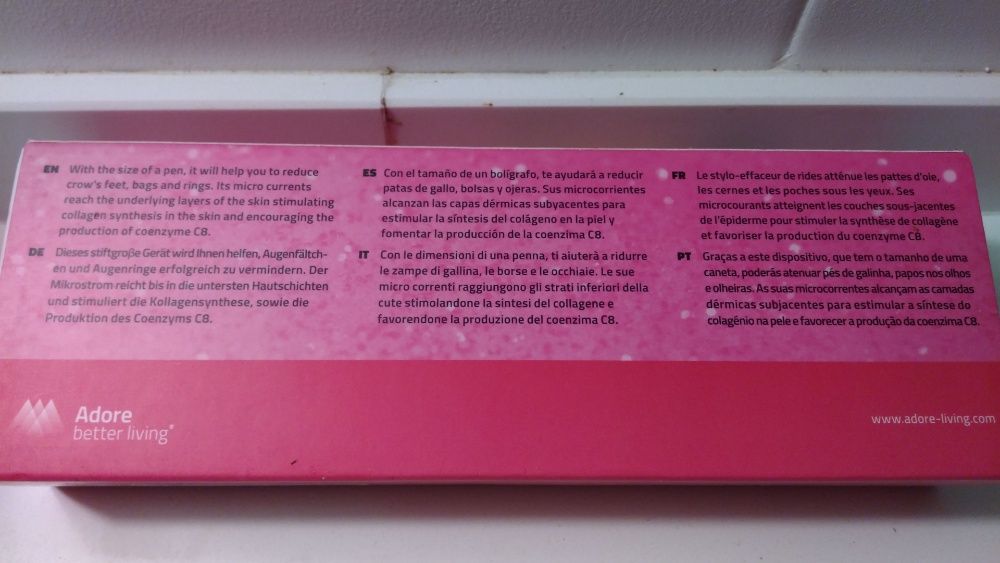 EN With the size of a pen, it will help you to reduce
crow's feet, bags and rings. Its micro currents
reach the underlying layers of the skin stimulating
collagen synthesis in the skin and encouraging the
production of coenzyme C8.
DE Dieses stiftgroße Gerät wird Ihnen helfen, Augenfältch-
en und Augenringe erfolgreich zu vermindern. Der
Mikrostrom reicht bis in die untersten Hautschichten
und stimuliert die Kollagensynthese, sowie die
Produktion des Coenzyms C8.
ES Con el tamaño de un bolígrafo, te ayudará a reducir
patas de gallo, bolsas y ojeras. Sus microcorrientes
alcanzan las capas dérmicas subyacentes para
estimular la síntesis del colágeno en la piel y
fomentar la producción de la coenzima C8.
IT Con le dimensioni di una penna, ti aiuterà a ridurre
le zampe di gallina, le borse e le occhiaie. Le sue
micro correnti raggiungono gli strati inferiori della
cute stimolandone la sintesi del collagene e
favorendone la produzione del coenzima C8.
FR Le stylo-effaceur de rides atténue les pattes d'oie,
les cernes et les poches sous les yeux. Ses
microcourants atteignent les couches sous-jacentes
de l'épiderme pour stimuler la synthèse de collagène
et favoriser la production du coenzyme C8.
PT Graças a este dispositivo, que tem o tamanho de uma
caneta, poderás atenuar pés de galinha, papos nos olhos
e olheiras. As suas microcorrentes alcançam as camadas
dérmicas subjacentes para estimular a síntese do
colagénio na pele e favorecer a produção da coenzima C8.
Adore
better living®
www.adore-living.com